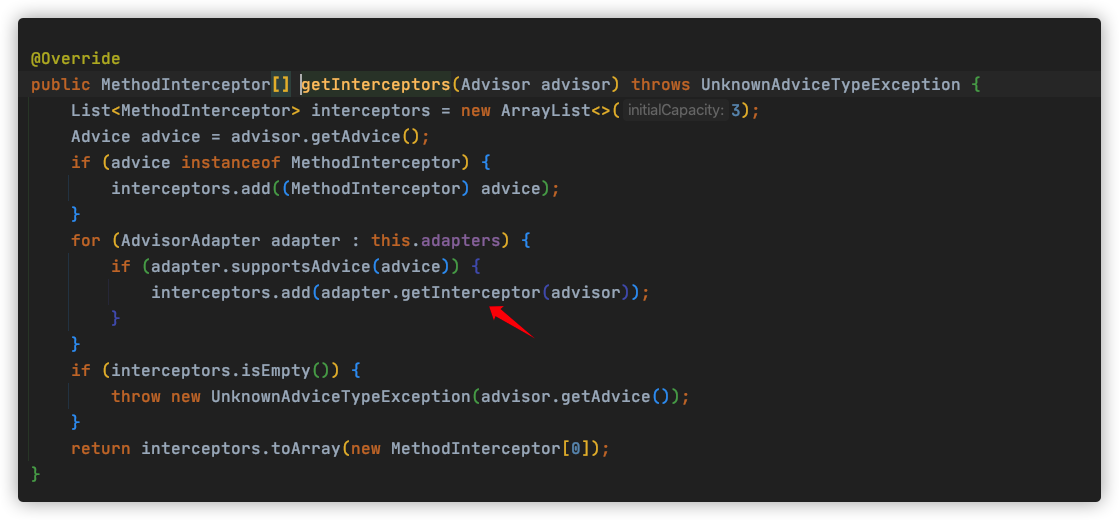 @Override
public MethodInterceptor[] getInterceptors(Advisor advisor) throws UnknownAdviceTypeException {
    List<MethodInterceptor> interceptors = new ArrayList<>( initialCapacity: 3);
    Advice advice = advisor.getAdvice();
    if (advice instanceof MethodInterceptor) {
        interceptors.add((MethodInterceptor) advice);
    }
    for (AdvisorAdapter adapter : this.adapters) {
        if (adapter.supportsAdvice(advice)) {
            interceptors.add(adapter.getInterceptor(advisor));
        }
    }
    if (interceptors.isEmpty()) {
        throw new UnknownAdviceTypeException(advisor.getAdvice());
    }
    return interceptors.toArray(new MethodInterceptor[0]);
}